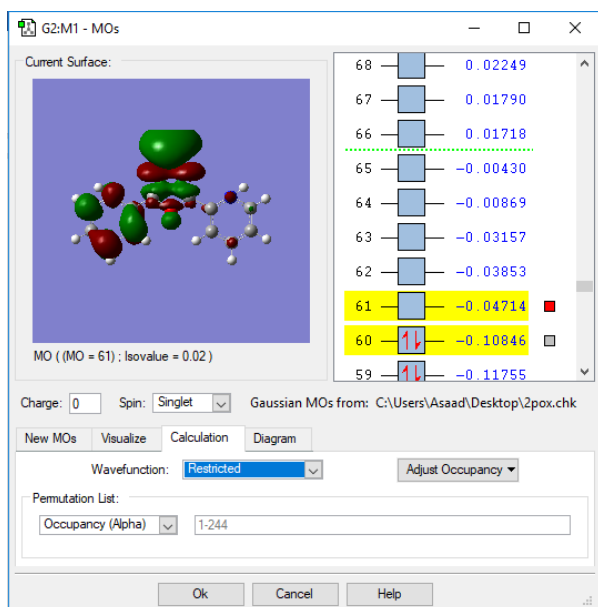 G2:M1 - MOs
Current Surface:
68 0.02249
67 0.01790
66 0.01718
65 -0.00430
64 -0.00869
63 -0.03157
62 -0.03853
61 -0.04714
60 -0.10846
59 -0.11755
MO ( (MO = 61) ; Isovalue = 0.02 )
Charge: 0 Spin: Singlet Gaussian MOs from: C:\Users\Asaad\Desktop\2pox.chk
New MOs Visualize Calculation Diagram
Wavefunction: Restricted Adjust Occupancy
Permutation List:
Occupancy (Alpha) 1-244
Ok Cancel Help